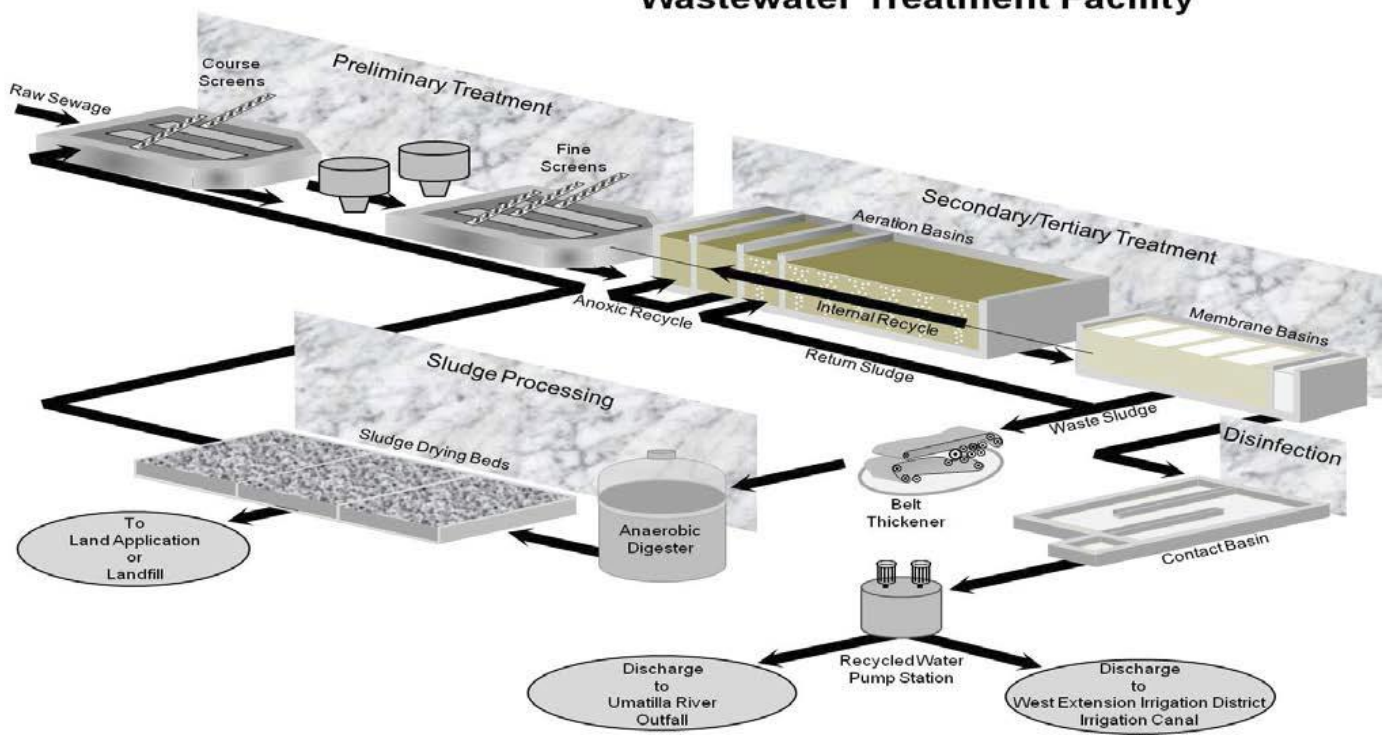 Wastewater Treatment Facility
Raw Sewage
Course
Screens
Preliminary Treatment
Fine
Screens
Secondary/Tertiary Treatment
Aeration Basins
Anoxic Recycle
Internal Recycle
Membrane Basins
Return Sludge
Waste Sludge
Sludge Processing
Sludge Drying Beds
Disinfection
Belt
Thickener
Anaerobic
Digester
To
Land Application
or
Landfill
Contact Basin
Recycled Water
Pump Station
Discharge
to
Umatilla River
Outfall
Discharge
to
West Extension Irrigation District
Irrigation Canal